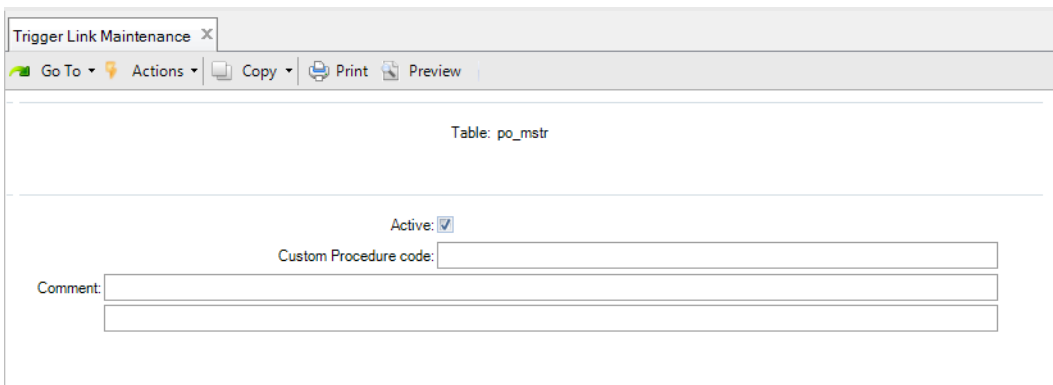 Trigger Link Maintenance X
Go To Actions Copy Print Preview
Table: po_mstr
Active:
Custom Procedure code:
Comment: